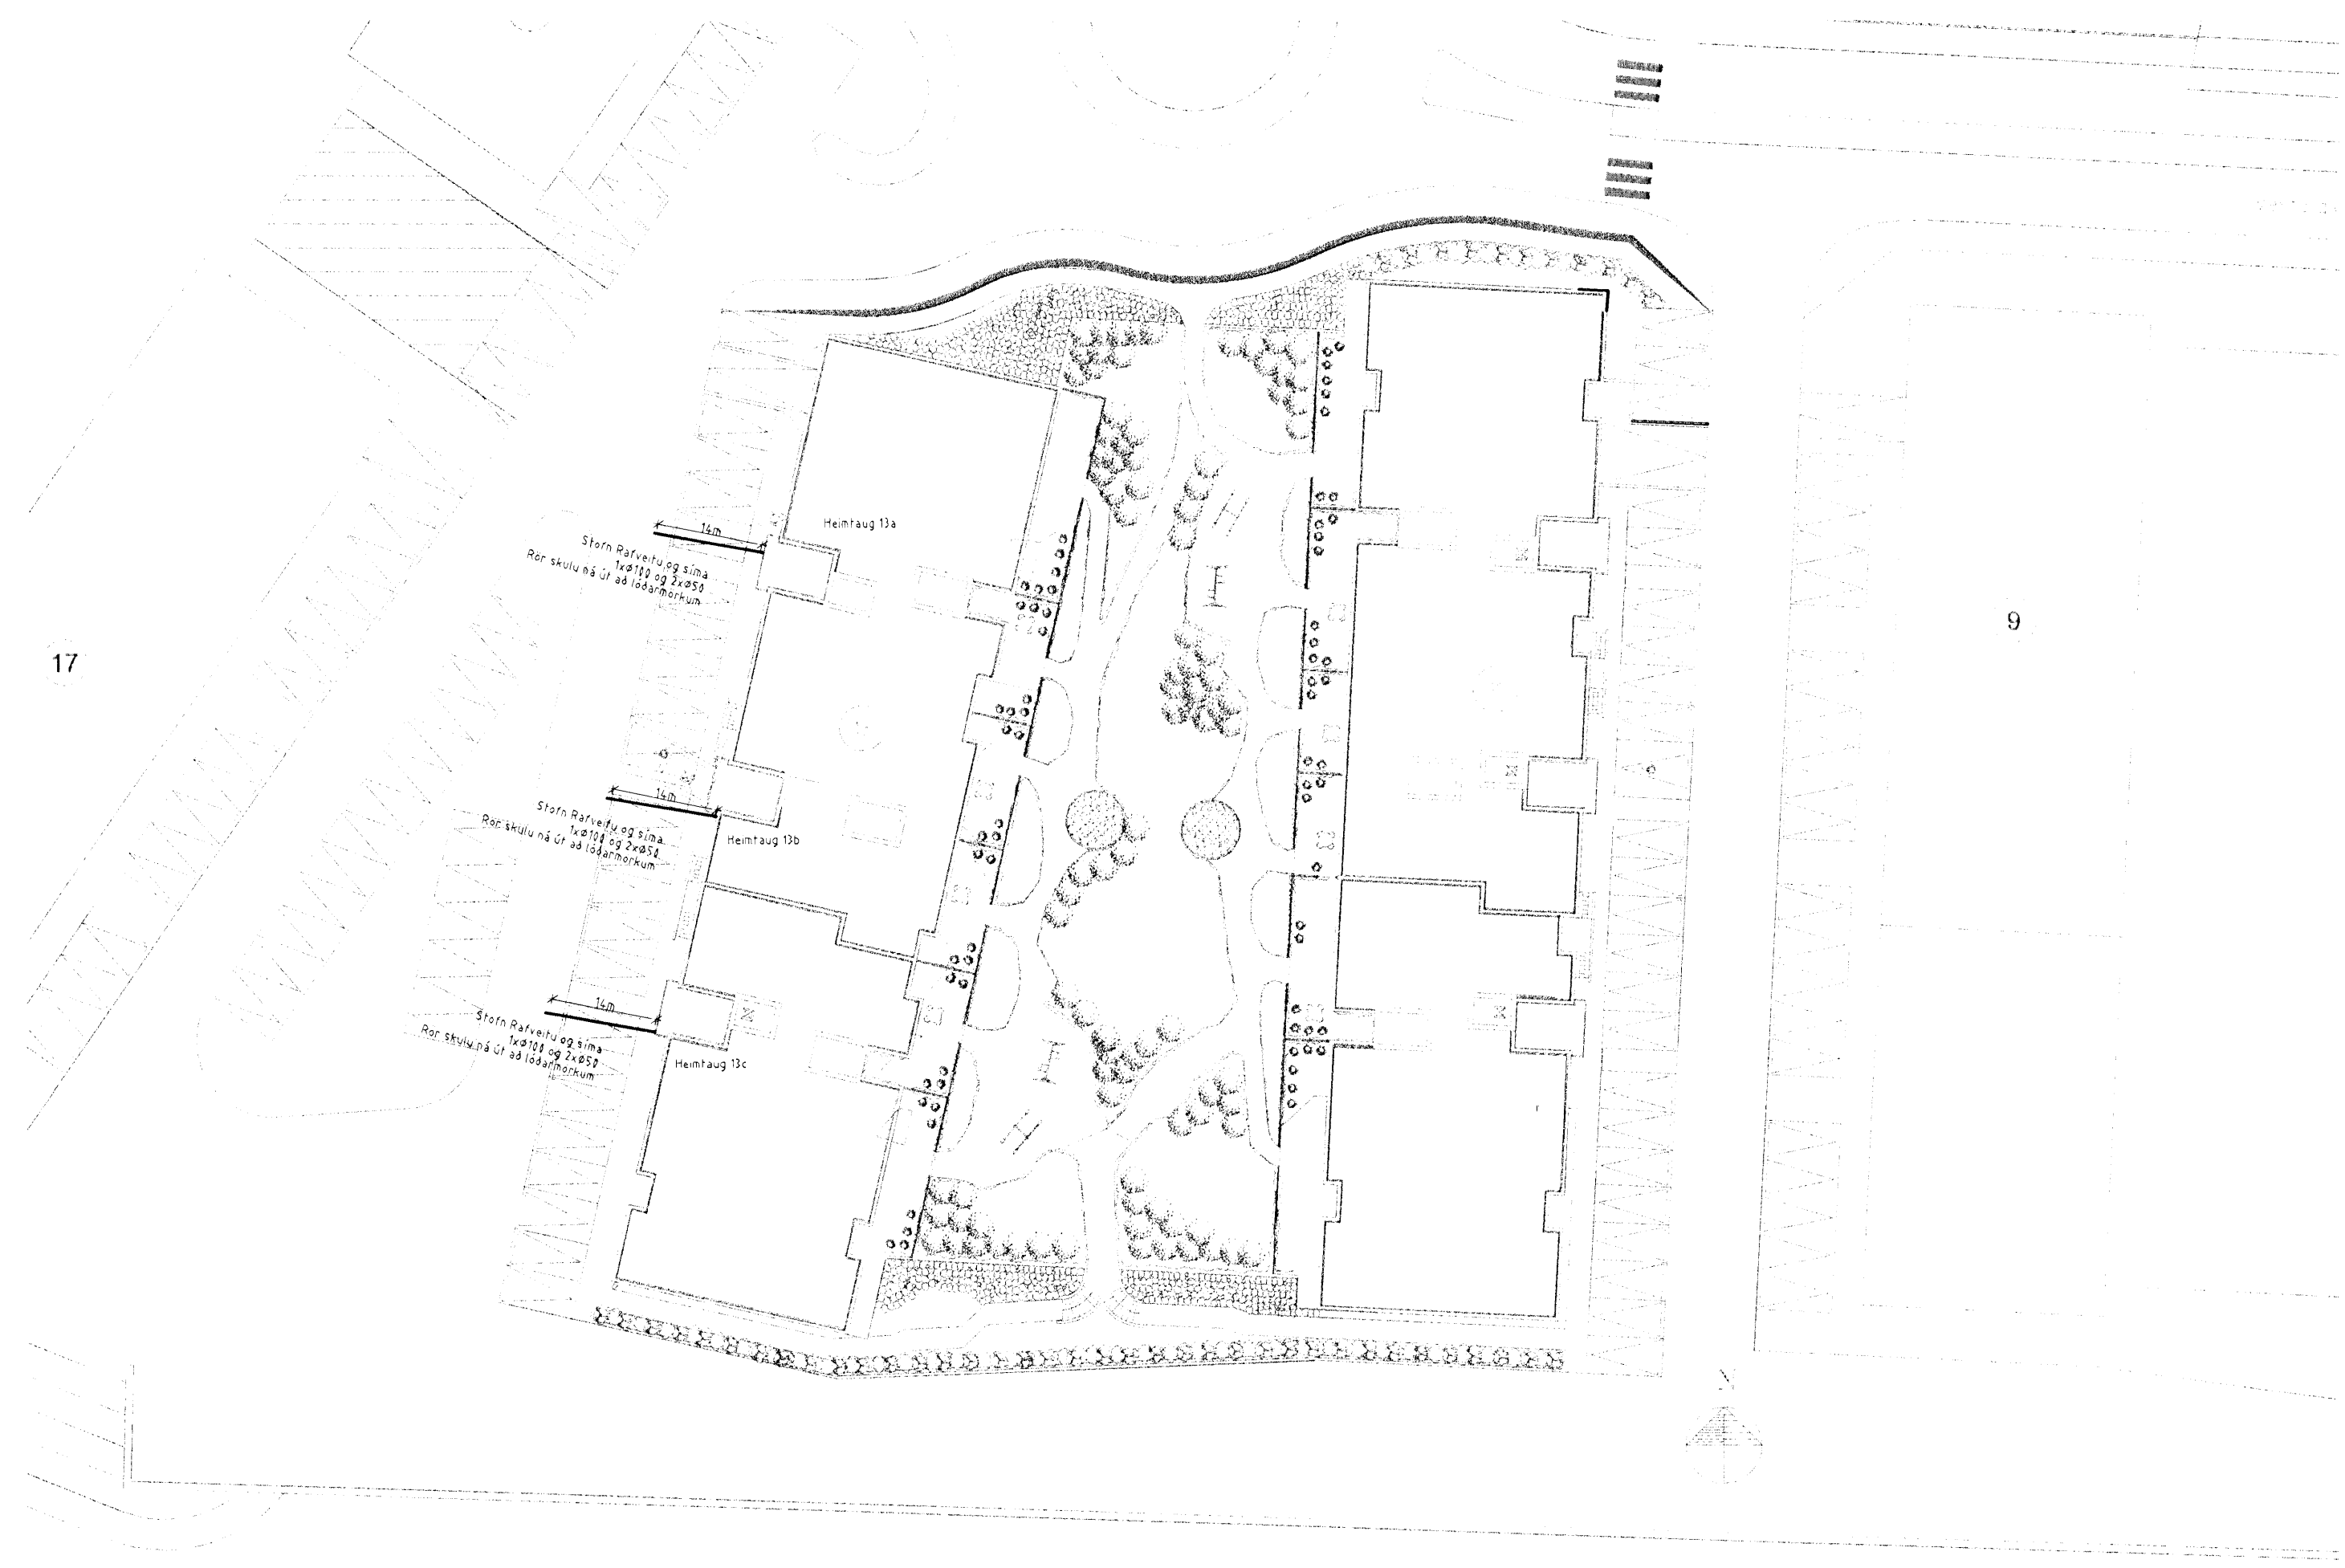 Heimtaug 13a
14m
Stofn Rafveitu og síma
1xø100 og 2xø50
Rör skulu ná út að lóðarmörkum
9
17
14m
Stofn Rafveitu og síma
1xø100 og 2xø50
Rör skulu ná út að lóðarmörkum
Heimtaug 13b
14m
Stofn Rafveitu og síma
1xø100 og 2xø50
Rör skulu ná út að lóðarmörkum
Heimtaug 13c